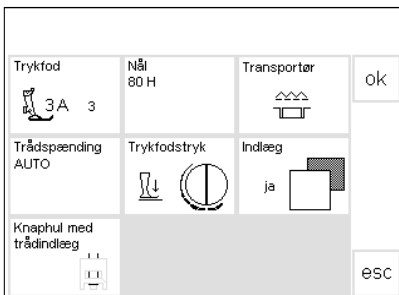 Trykfod
3A 3
Nål
80 H
Transportør
ok
Trådspænding
AUTO
Trykfodstryk
Indlæg
ja
Knaphul med
trådindlæg
esc